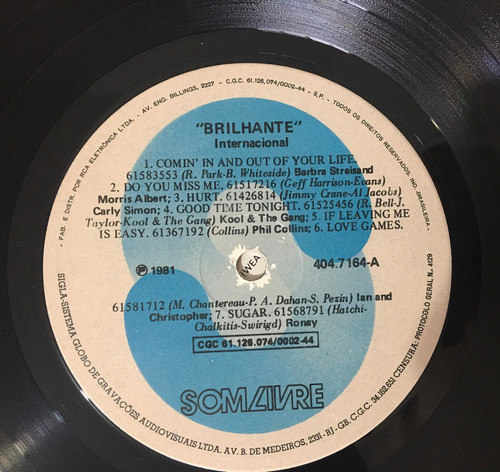 "BRILHANTE"
Internacional
1. COMIN' IN AND OUT OF YOUR LIFE.
61583553 (R. Park-B. Whiteside) Barbra Streisand
2. DO YOU MISS ME. 61517216 (Geff Harrison-Evans)
Morris Albert; 3. HURT. 61426814 (Jimmy Crane-Al Jacobs)
Carly Simon; 4. GOOD TIME TONIGHT. 61525456 (R. Bell-J.
Taylor-Kool & The Gang) Kool & The Gang; 5. IF LEAVING ME
IS EASY. 61367192 (Collins) Phil Collins; 6. LOVE GAMES.
℗ 1981
WEA
404.7164-A
61581712 (M. Chantereau-P. A. Dahan-S. Pezin) Ian and
Christopher; 7. SUGAR. 61568791 (Hatchi-
Chalkitis-Swirigd) Roney
CGC 61.126.074/0002-44
SOM LIVRE
- FAB. E DISTR. POR RCA ELETRÔNICA LTDA. - AV. ENG. BILLINGS, 2227 - C.G.C. 61.126.074/0002-44 - S.P. - TODOS OS DIREITOS RESERVADOS. IND. BRASILEIRA -
SIGLA-SISTEMA GLOBO DE GRAVAÇÕES AUDIOVISUAIS LTDA. AV. B. DE MEDEIROS, 2331 - RJ - GB. C.G.C. 34.162.651 CENSURA: PROTOCOLO GERAL N. 4129